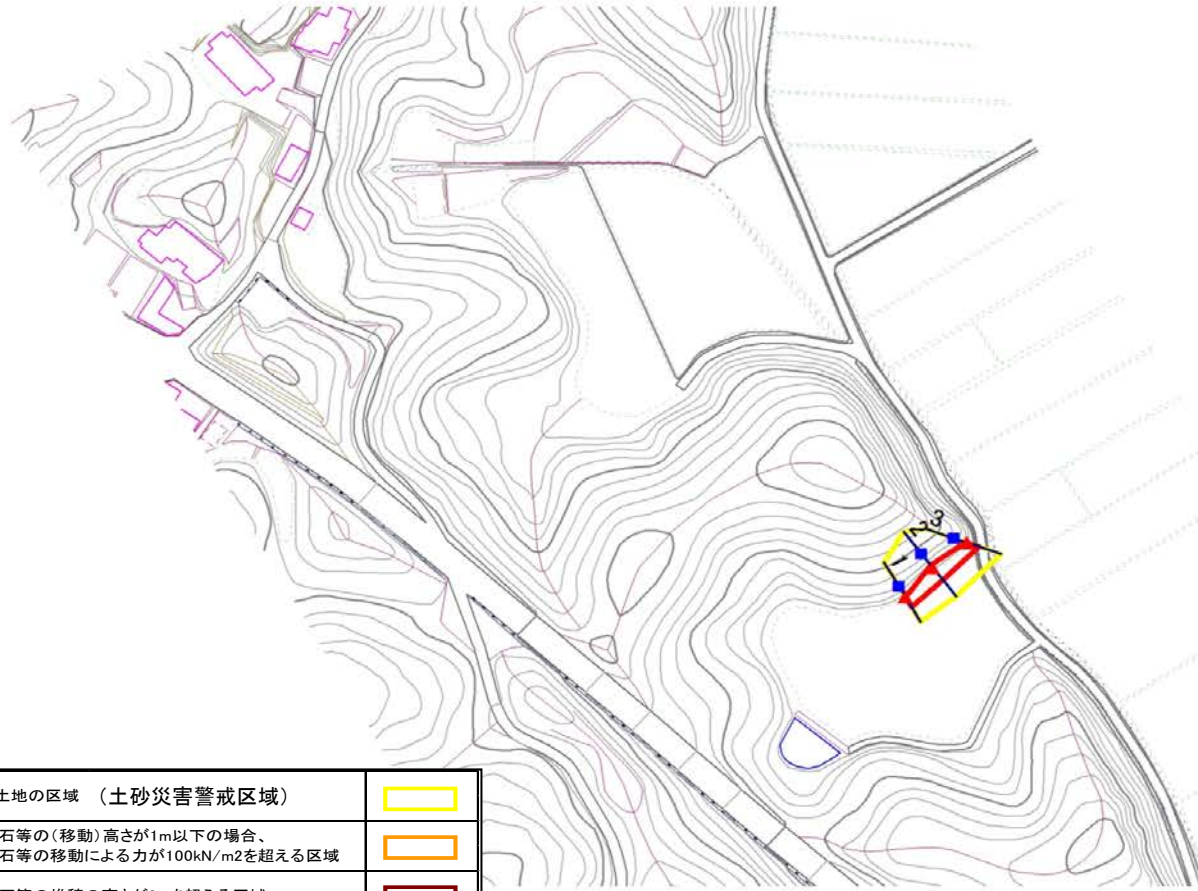 2 3
1
土地の区域 （土砂災害警戒区域）
石等の（移動）高さが1m以下の場合、
石等の移動による力が100kN/m2を超える区域